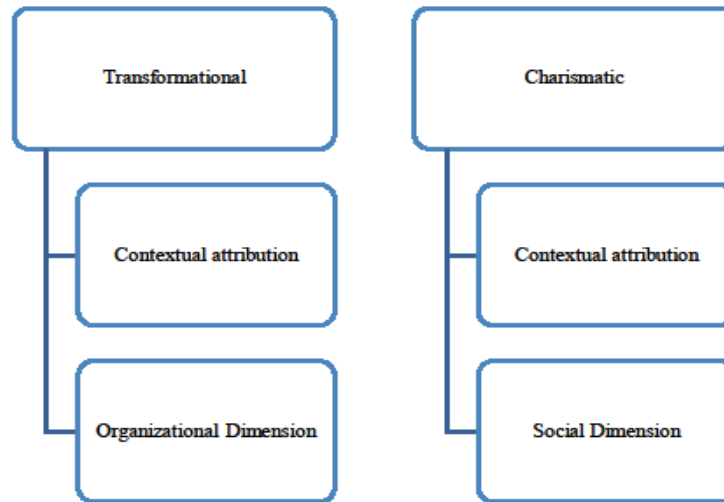 Transformational
Contextual attribution
Organizational Dimension
Charismatic
Contextual attribution
Social Dimension